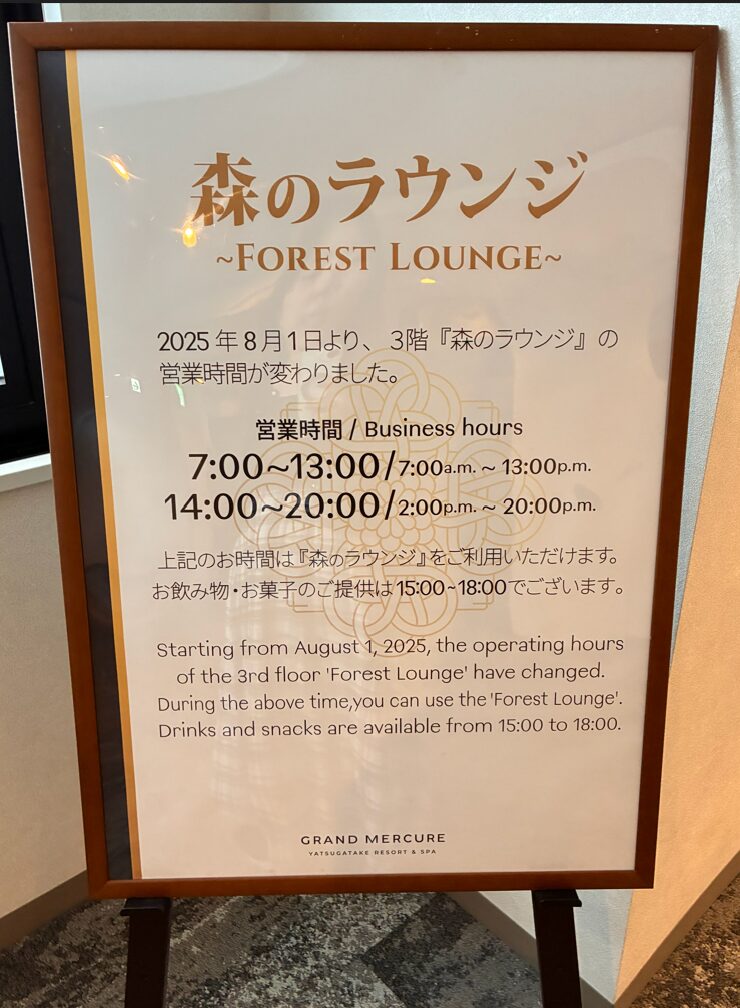 森のラウンジ
~FOREST LOUNGE~
2025年8月1日より、3階『森のラウンジ』の
営業時間が変わりました。
営業時間 / Business hours
7:00~13:00/7:00a.m. ~ 13:00p.m.
14:00~20:00/2:00p.m. ~ 20:00p.m.
上記のお時間は『森のラウンジ』をご利用いただけます。
お飲み物・お菓子のご提供は15:00~18:00でございます。
Starting from August 1, 2025, the operating hours
of the 3rd floor 'Forest Lounge' have changed.
During the above time,you can use the 'Forest Lounge'.
Drinks and snacks are available from 15:00 to 18:00.
GRAND MERCURE
YATSUGATAKE RESORT & SPA